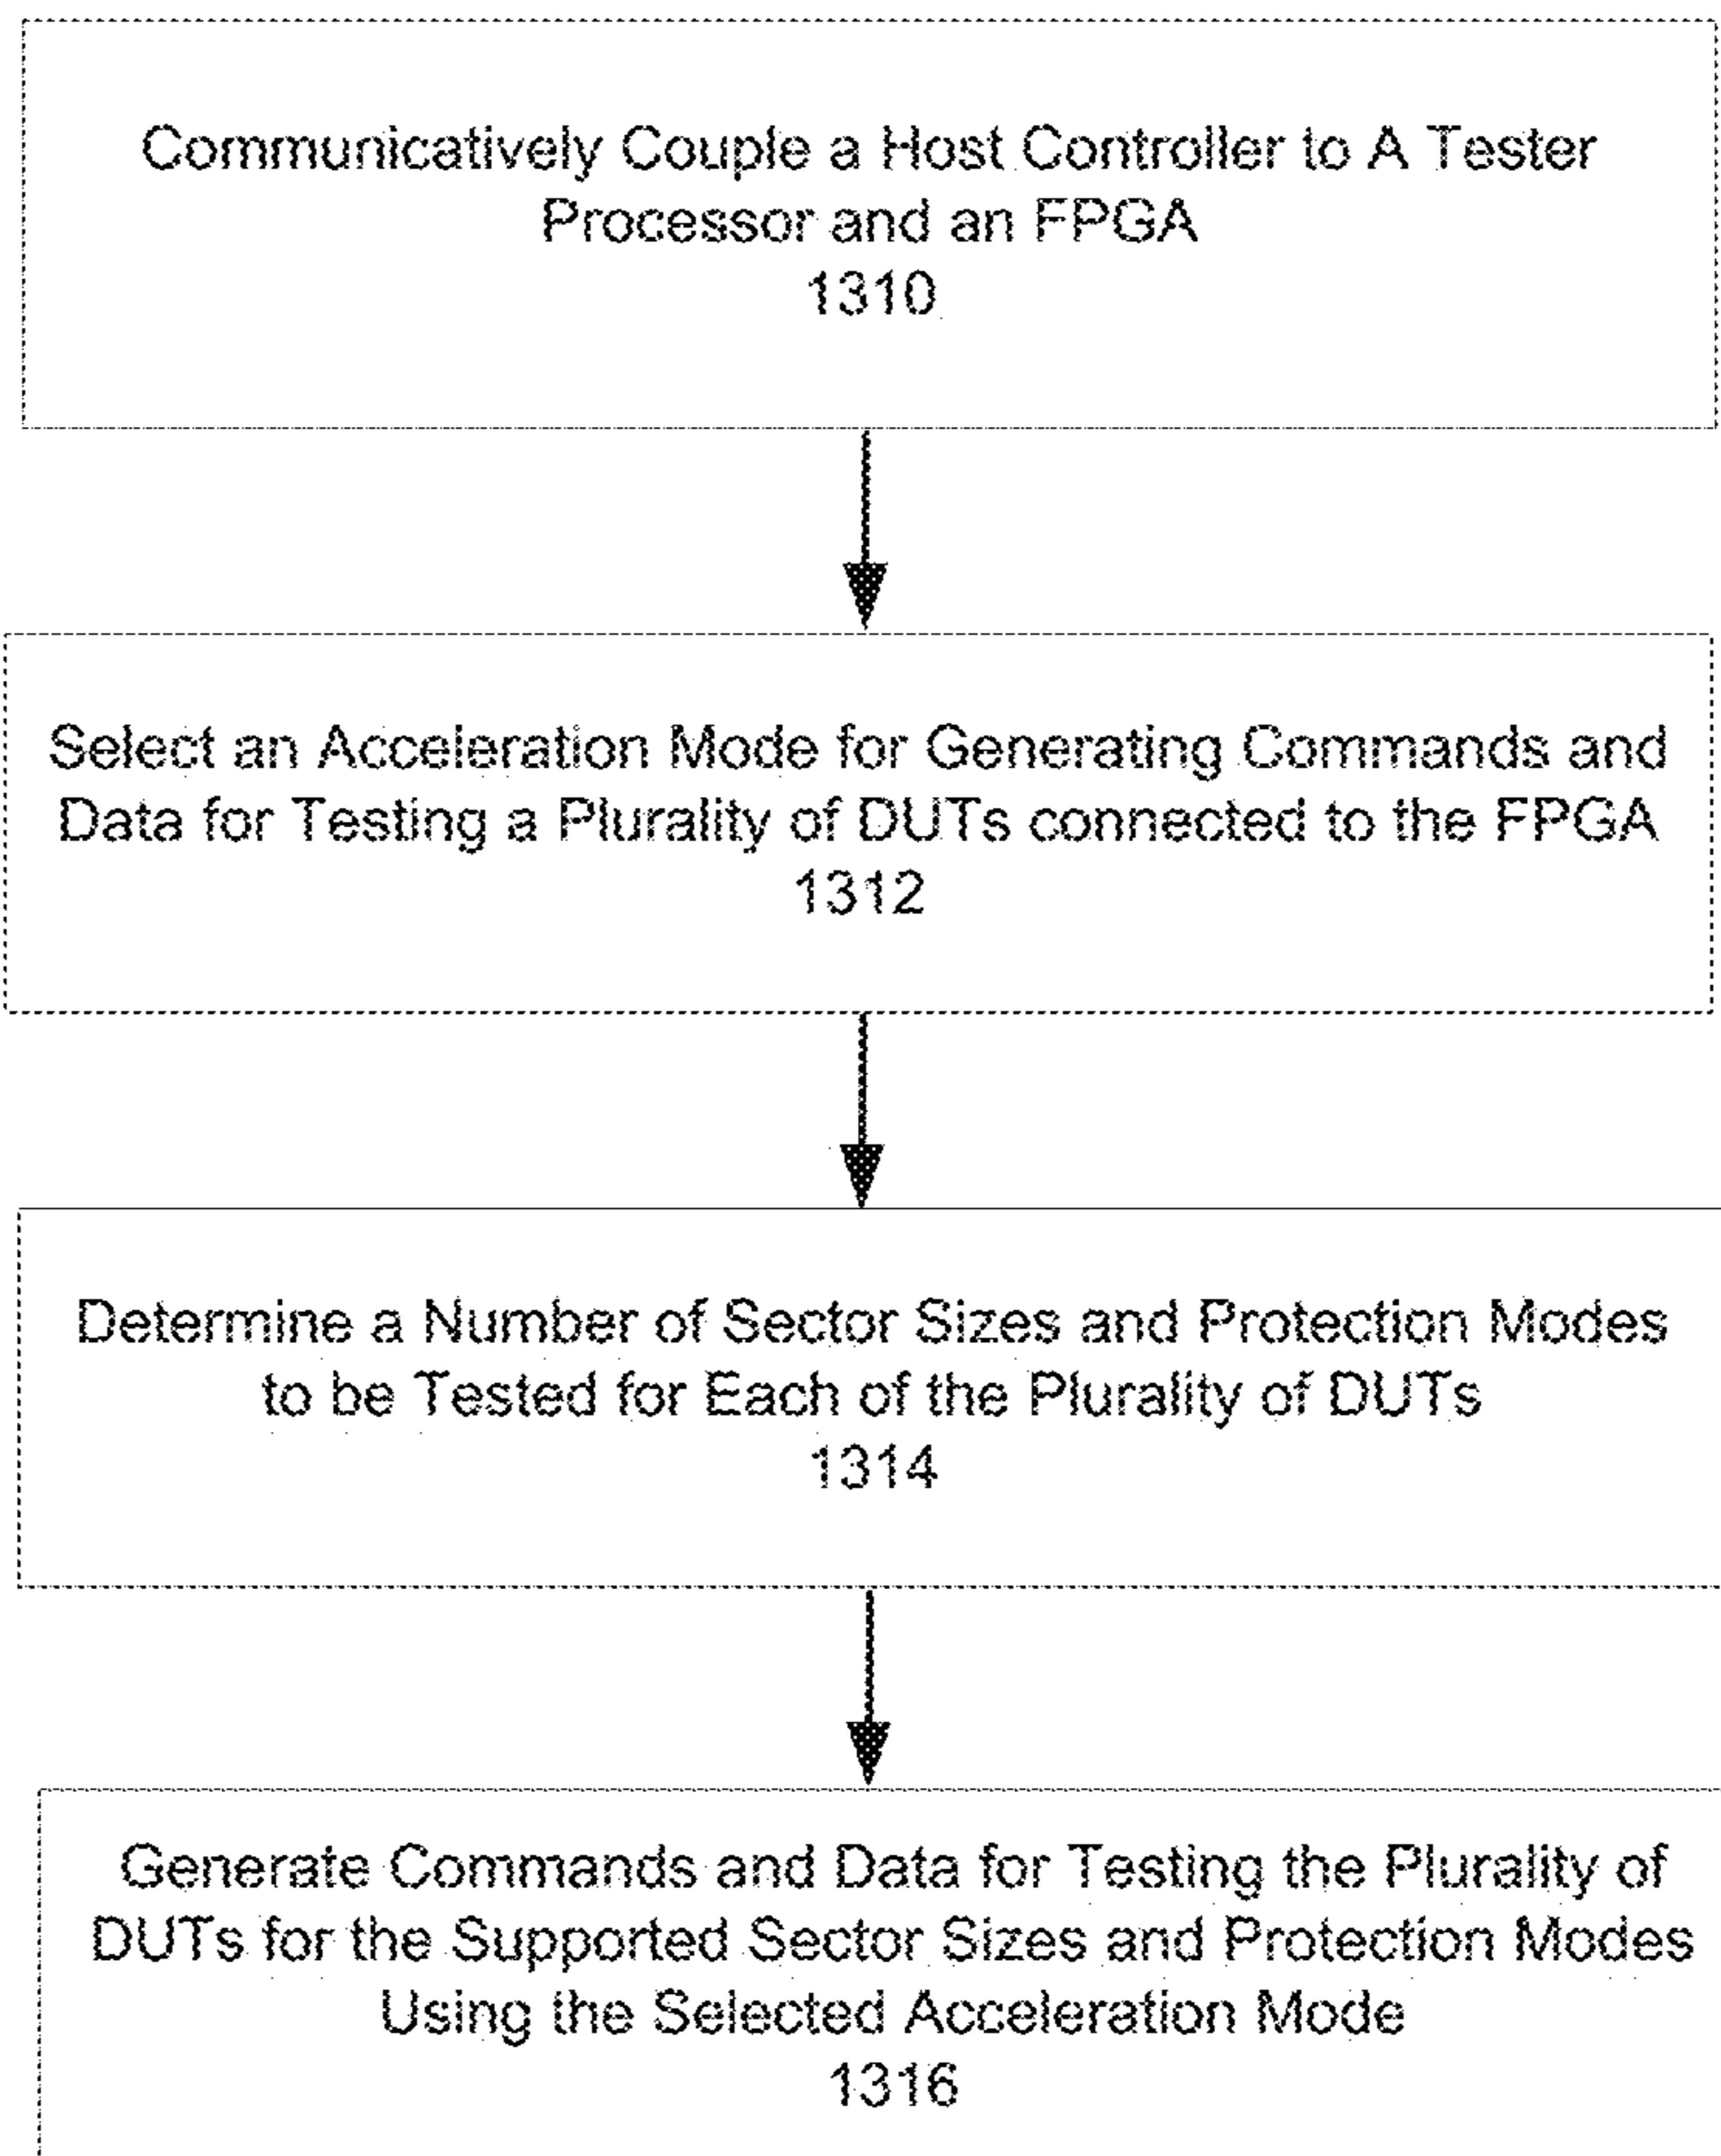 Communicatively Couple a Host Controller to A Tester
Processor and an FPGA
1310
Select an Acceleration Mode for Generating Commands and
Data for Testing a Plurality of DUTs connected to the FPGA
1312
Determine a Number of Sector Sizes and Protection Modes
to be Tested for Each of the Plurality of DUTs
1314
Generate Commands and Data for Testing the Plurality of
DUTs for the Supported Sector Sizes and Protection Modes
Using the Selected Acceleration Mode
1316